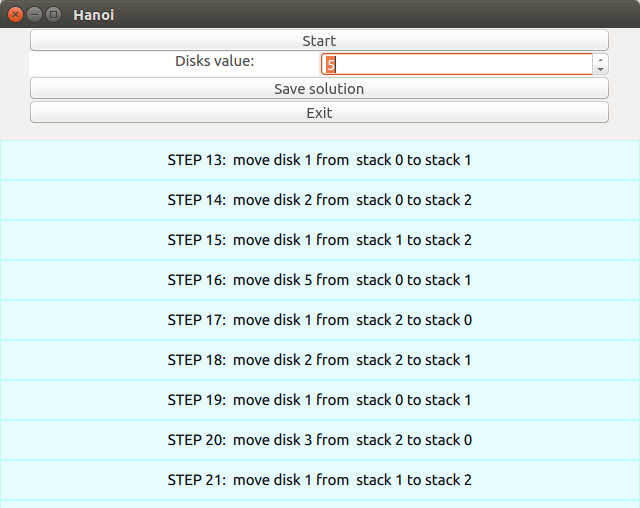 Hanoi
Start
Disks value: 5
Save solution
Exit
STEP 13: move disk 1 from stack 0 to stack 1
STEP 14: move disk 2 from stack 0 to stack 2
STEP 15: move disk 1 from stack 1 to stack 2
STEP 16: move disk 5 from stack 0 to stack 1
STEP 17: move disk 1 from stack 2 to stack 0
STEP 18: move disk 2 from stack 2 to stack 1
STEP 19: move disk 1 from stack 0 to stack 1
STEP 20: move disk 3 from stack 2 to stack 0
STEP 21: move disk 1 from stack 1 to stack 2